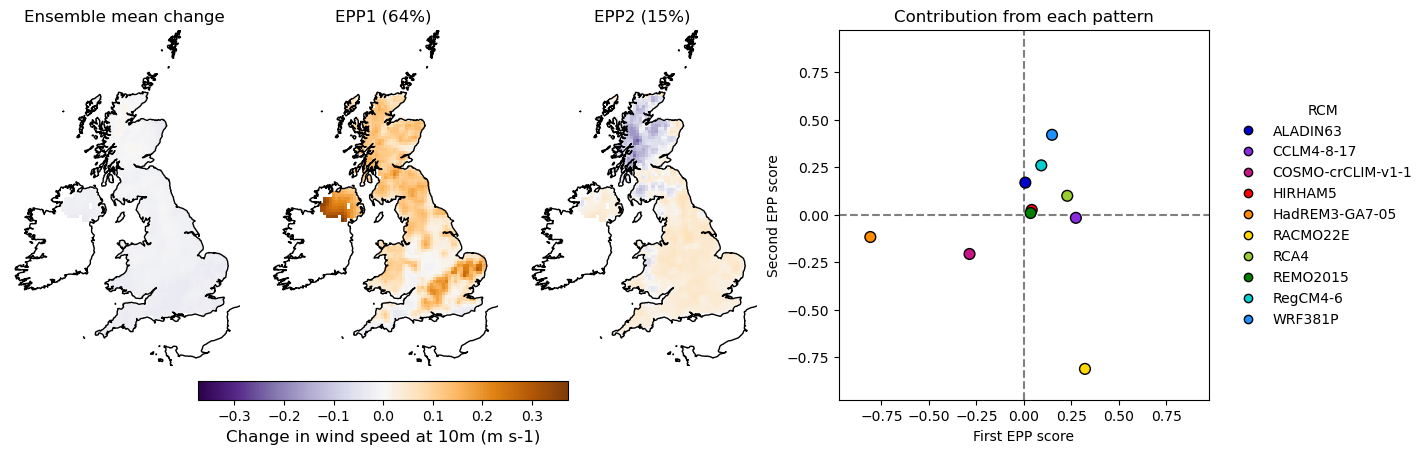 Ensemble mean change
EPP1 (64%)
EPP2 (15%)
−0.3 −0.2 −0.1 0.0 0.1 0.2 0.3
Change in wind speed at 10m (m s-1)
Contribution from each pattern
Second EPP score
0.75
0.50
0.25
0.00
−0.25
−0.50
−0.75
−0.75 −0.50 −0.25 0.00 0.25 0.50 0.75
First EPP score
RCM
ALADIN63
CCLM4-8-17
COSMO-crCLIM-v1-1
HIRHAM5
HadREM3-GA7-05
RACMO22E
RCA4
REMO2015
RegCM4-6
WRF381P